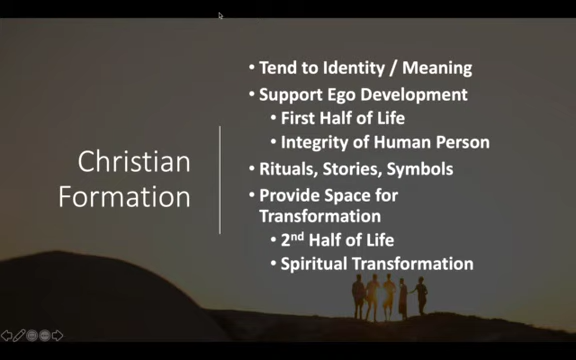 Christian
Formation
• Tend to Identity / Meaning
• Support Ego Development
• First Half of Life
• Integrity of Human Person
• Rituals, Stories, Symbols
• Provide Space for
Transformation
• 2nd Half of Life
• Spiritual Transformation